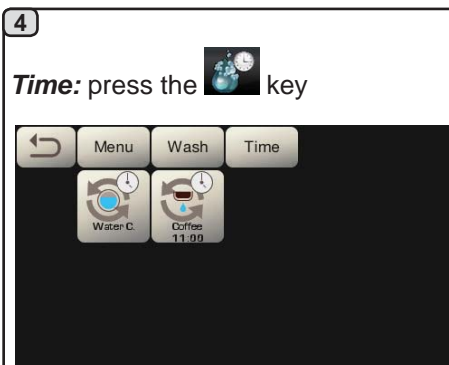 4
Time: press the key
Menu Wash Time
Water C. Coffee
11:00